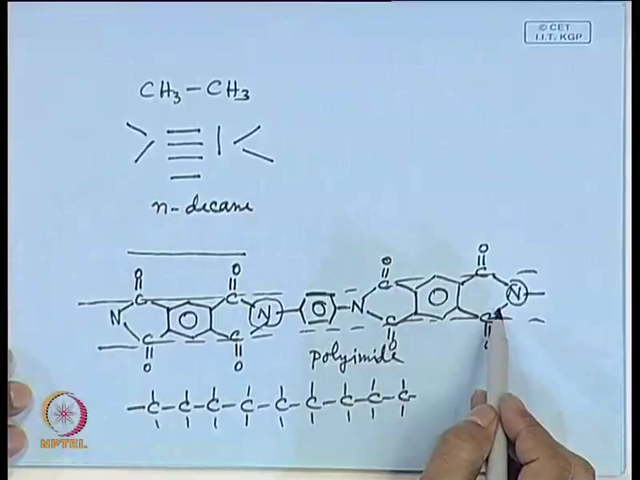 © CET
I.I.T. KGP
CH₃ – CH₃
n-decane
O O O O
C C C C
N N N N
C C C C
O O O
polyimide
– C – C – C – C – C – C – C – C – C –
NPTEL